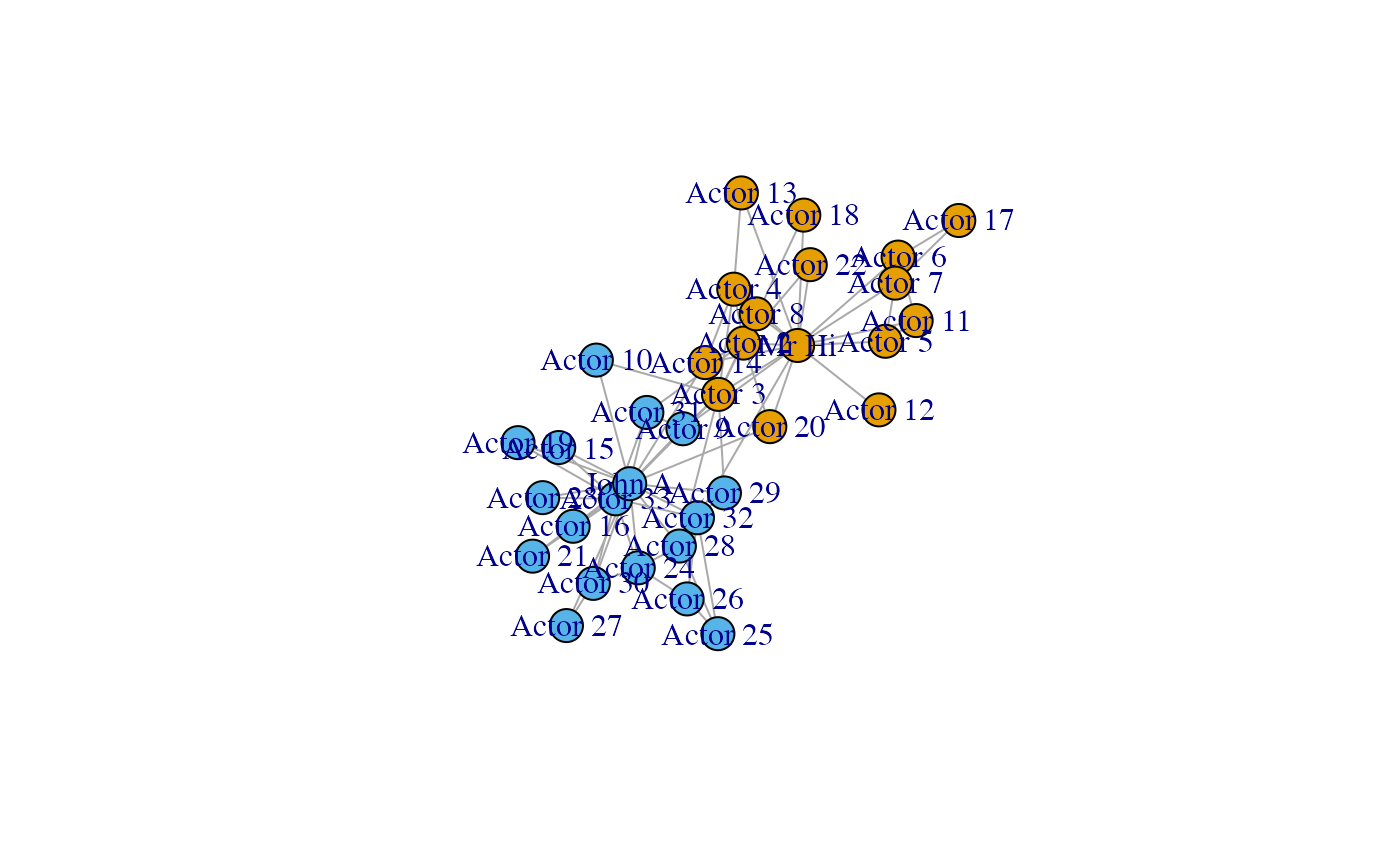 Actor 13
Actor 18
Actor 17
Actor 6
Actor 22
Actor 7
Actor 4
Actor 8
Actor 11
Actor 5
Actor 2
Mr Hi
Actor 10
Actor 14
Actor 3
Actor 12
Actor 31
Actor 9
Actor 20
Actor 19
Actor 15
John A
Actor 29
Actor 23
Actor 33
Actor 32
Actor 16
Actor 28
Actor 21
Actor 24
Actor 30
Actor 26
Actor 27
Actor 25